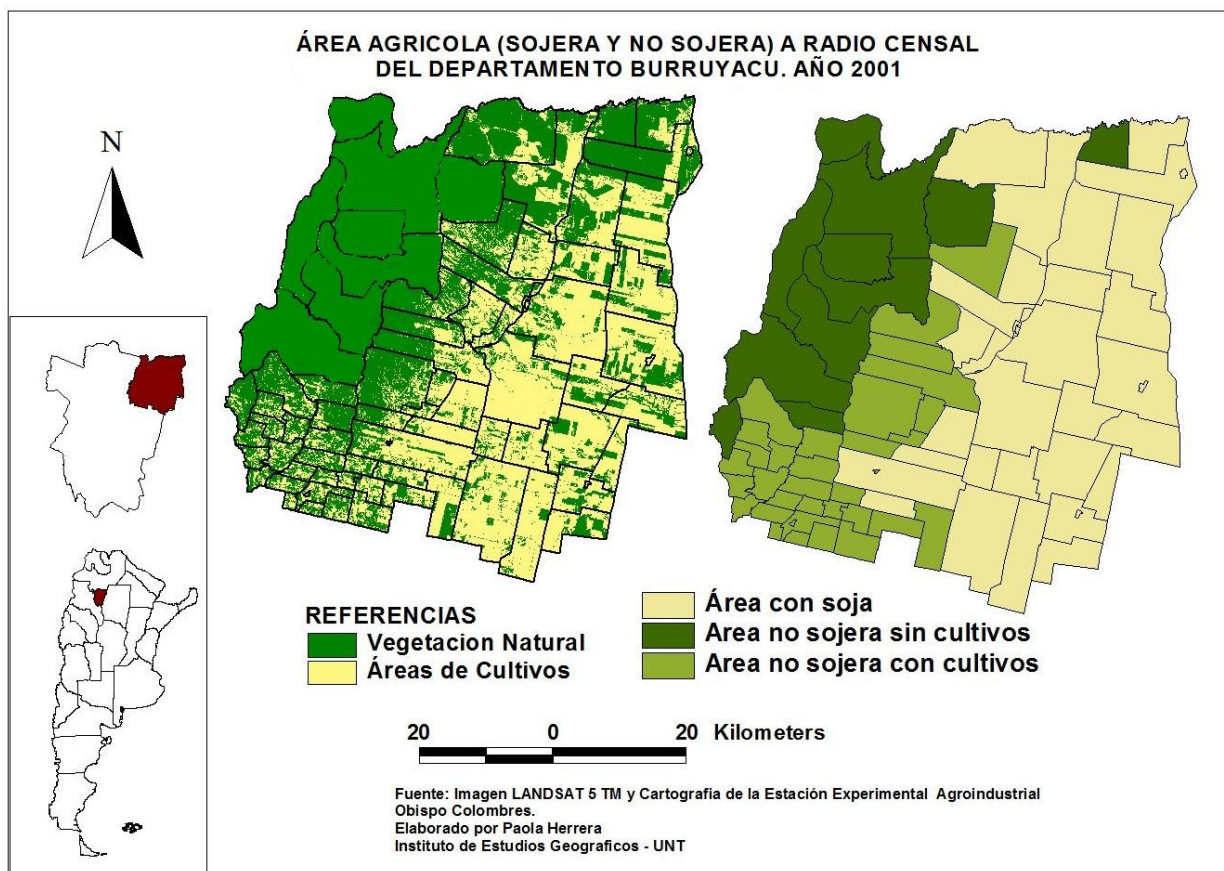 ÁREA AGRICOLA (SOJERA Y NO SOJERA) A RADIO CENSAL
DEL DEPARTAMENTO BURRUYACU. AÑO 2001
N
REFERENCIAS
Vegetacion Natural
Áreas de Cultivos
Área con soja
Area no sojera sin cultivos
Area no sojera con cultivos
20 0 20 Kilometers
Fuente: Imagen LANDSAT 5 TM y Cartografia de la Estación Experimental Agroindustrial
Obispo Colombres.
Elaborado por Paola Herrera
Instituto de Estudios Geograficos - UNT